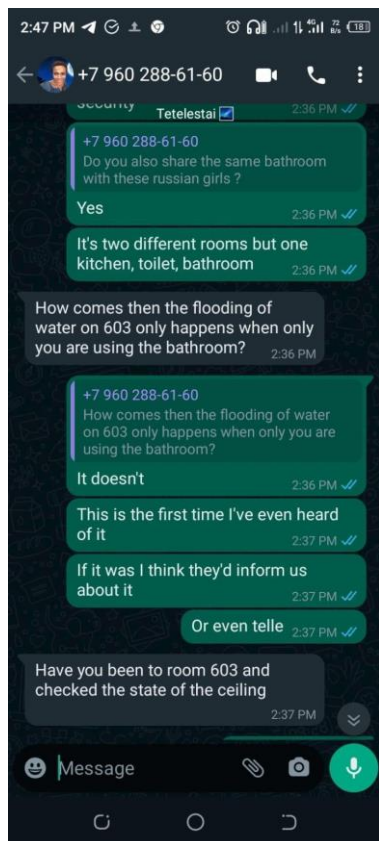 2:47 PM
4G
72 B/s
18
+7 960 288-61-60
security
2:36 PM
Tetelestai
+7 960 288-61-60
Do you also share the same bathroom
with these russian girls ?
Yes
2:36 PM
It's two different rooms but one
kitchen, toilet, bathroom
2:36 PM
How comes then the flooding of
water on 603 only happens when only
you are using the bathroom?
2:36 PM
+7 960 288-61-60
How comes then the flooding of water
on 603 only happens when only you are
using the bathroom?
It doesn't
2:36 PM
This is the first time I've even heard
of it
2:37 PM
If it was I think they'd inform us
about it
2:37 PM
Or even telle
2:37 PM
Have you been to room 603 and
checked the state of the ceiling
2:37 PM
Message